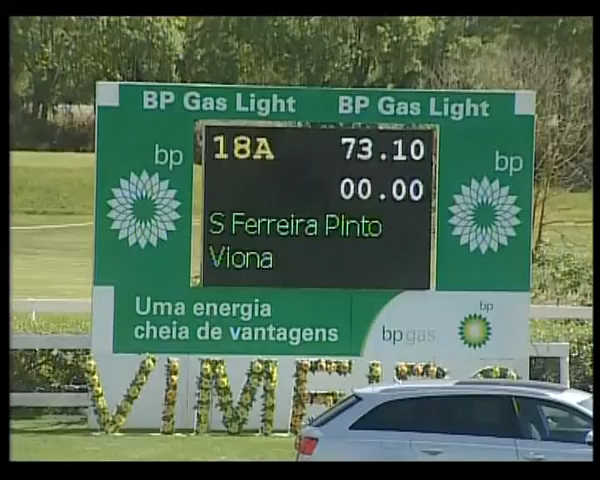 BP Gas Light BP Gas Light
bp
18A 73.10
00.00
bp
S Ferreira Pinto
Viona
Uma energia
cheia de vantagens
bp
bp gas